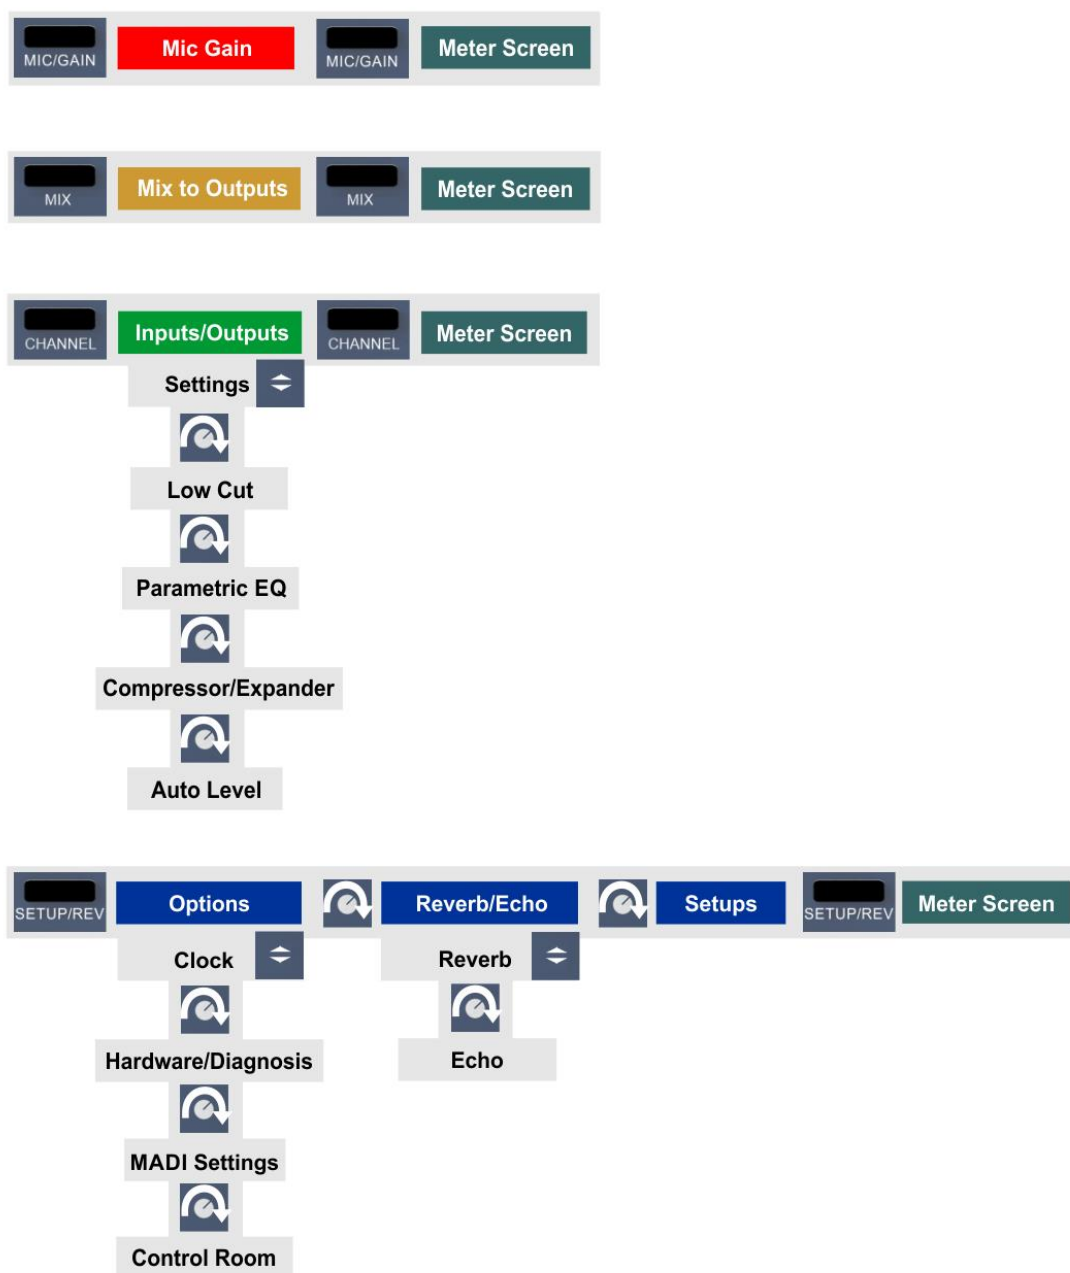 MIC/GAIN Mic Gain MIC/GAIN Meter Screen
MIX Mix to Outputs MIX Meter Screen
CHANNEL Inputs/Outputs CHANNEL Meter Screen
Settings
Low Cut
Parametric EQ
Compressor/Expander
Auto Level
SETUP/REV Options Reverb/Echo Setups SETUP/REV Meter Screen
Clock Reverb
Hardware/Diagnosis Echo
MADI Settings
Control Room